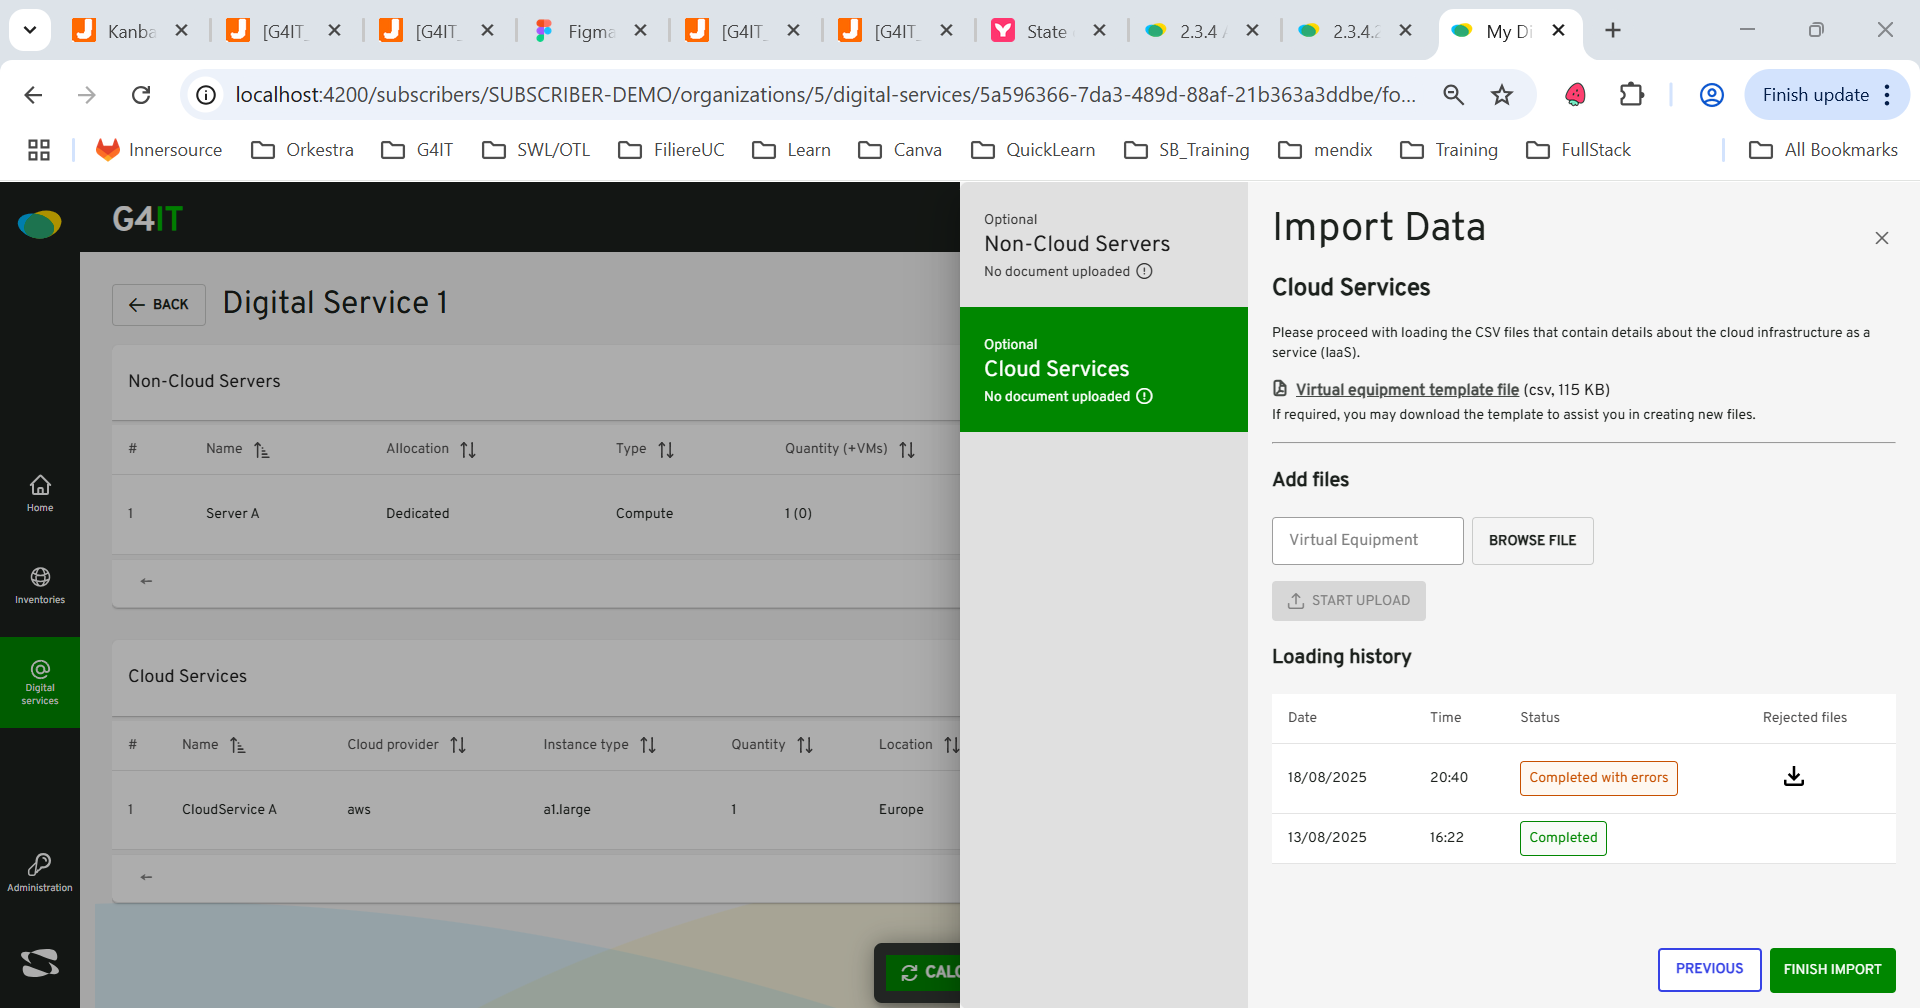 Kanba
[G4IT_
[G4IT_
Figma
[G4IT_
[G4IT_
State
2.3.4
2.3.4.2
My Di
localhost:4200/subscribers/SUBSCRIBER-DEMO/organizations/5/digital-services/5a596366-7da3-489d-88af-21b363a3ddbe/fo...
Finish update
Innersource
Orkestra
G4IT
SWL/OTL
FiliereUC
Learn
Canva
QuickLearn
SB_Training
mendix
Training
FullStack
All Bookmarks
G4IT
Home
Inventories
Digital
services
Administration
BACK
Digital Service 1
Non-Cloud Servers
# Name Allocation Type Quantity (+VMs)
1 Server A Dedicated Compute 1 (0)
Cloud Services
# Name Cloud provider Instance type Quantity Location
1 CloudService A aws a1.large 1 Europe
CALC
Optional
Non-Cloud Servers
No document uploaded
Optional
Cloud Services
No document uploaded
Import Data
Cloud Services
Please proceed with loading the CSV files that contain details about the cloud infrastructure as a
service (IaaS).
Virtual equipment template file (csv, 115 KB)
If required, you may download the template to assist you in creating new files.
Add files
Virtual Equipment
BROWSE FILE
START UPLOAD
Loading history
Date Time Status Rejected files
18/08/2025 20:40 Completed with errors
13/08/2025 16:22 Completed
PREVIOUS
FINISH IMPORT